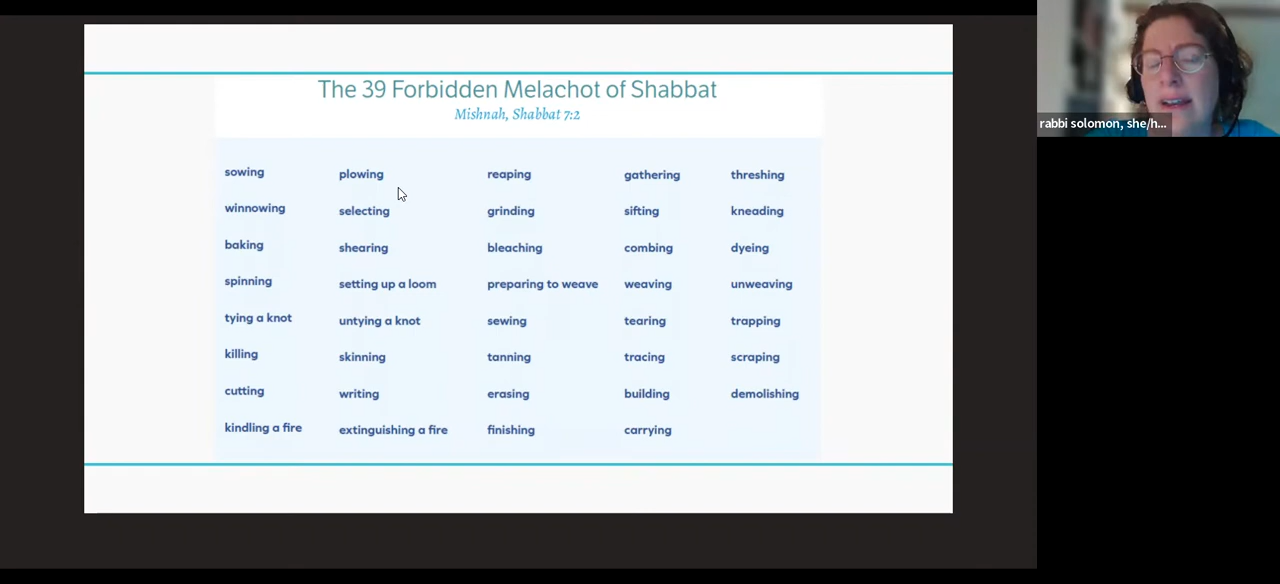 The 39 Forbidden Melachot of Shabbat
Mishnah, Shabbat 7:2
sowing plowing reaping gathering threshing
winnowing selecting grinding sifting kneading
baking shearing bleaching combing dyeing
spinning setting up a loom preparing to weave weaving unweaving
tying a knot untying a knot sewing tearing trapping
killing skinning tanning tracing scraping
cutting writing erasing building demolishing
kindling a fire extinguishing a fire finishing carrying
rabbi solomon, she/h...